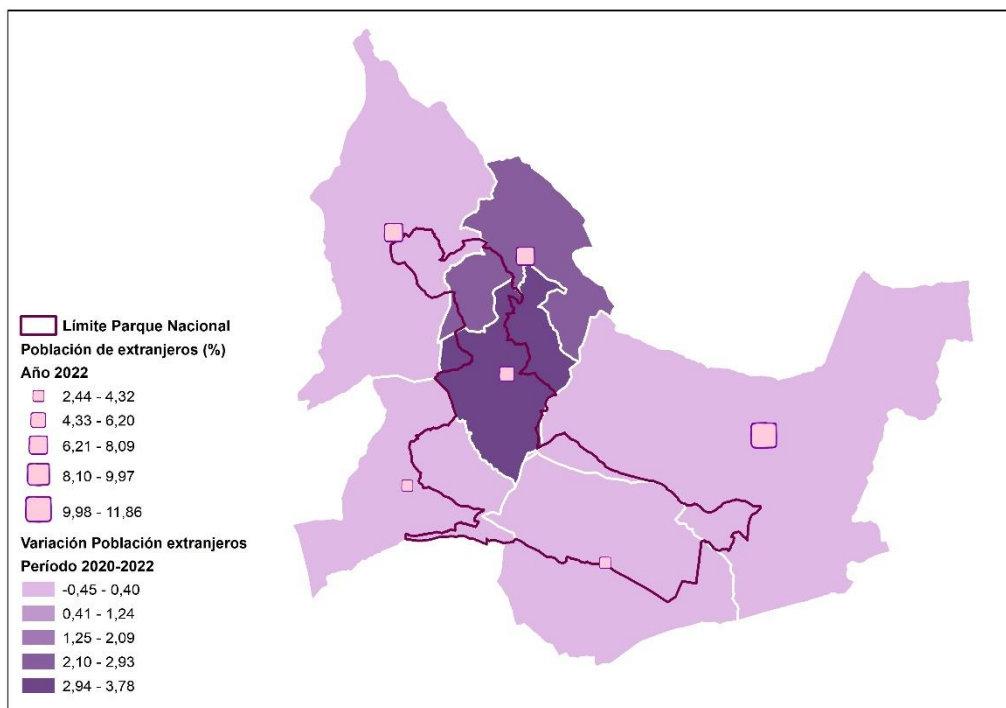 Límite Parque Nacional
Población de extranjeros (%)
Año 2022
2,44 - 4,32
4,33 - 6,20
6,21 - 8,09
8,10 - 9,97
9,98 - 11,86
Variación Población extranjeros
Período 2020-2022
-0,45 - 0,40
0,41 - 1,24
1,25 - 2,09
2,10 - 2,93
2,94 - 3,78